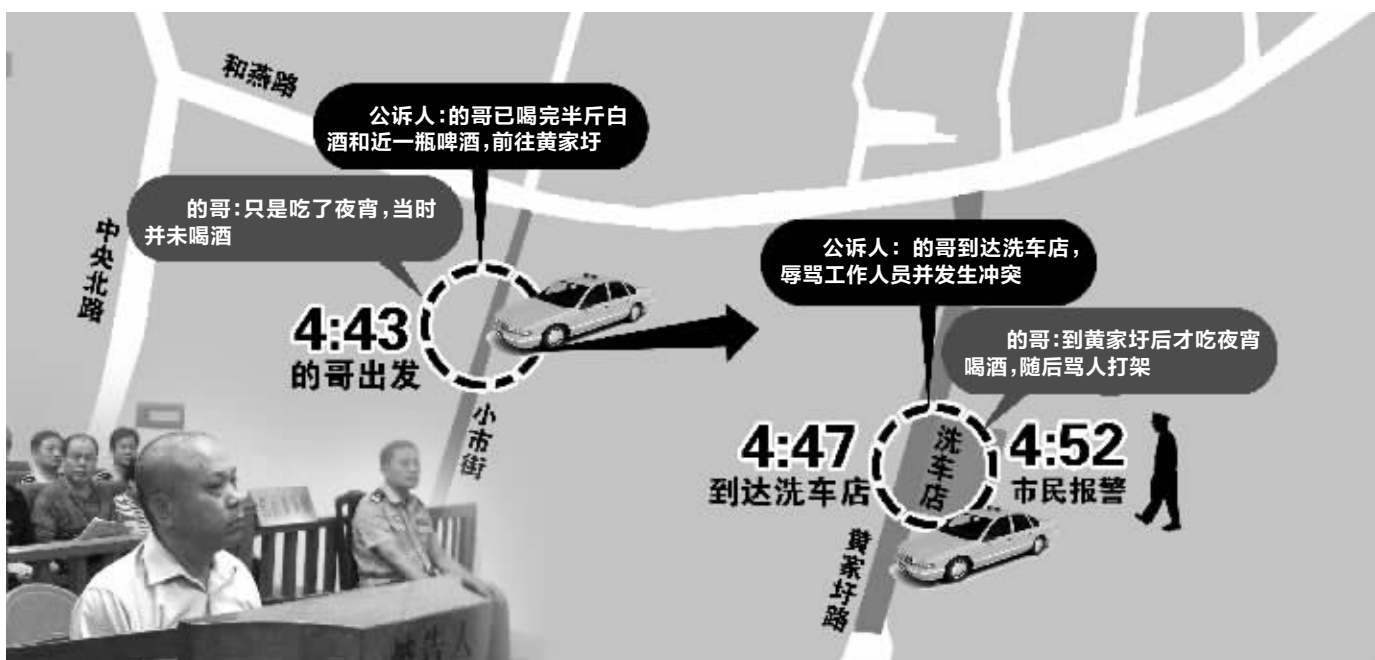 和燕路
公诉人:的哥已喝完半斤白
酒和近一瓶啤酒,前往黄家圩
的哥:只是吃了夜宵,当时
并未喝酒
中央北路
4:43
的哥出发
小市街
公诉人: 的哥到达洗车店,
辱骂工作人员并发生冲突
的哥:到黄家圩后才吃夜宵
喝酒,随后骂人打架
4:47
到达洗车店
洗车店
4:52
市民报警
黄家圩路
被告人